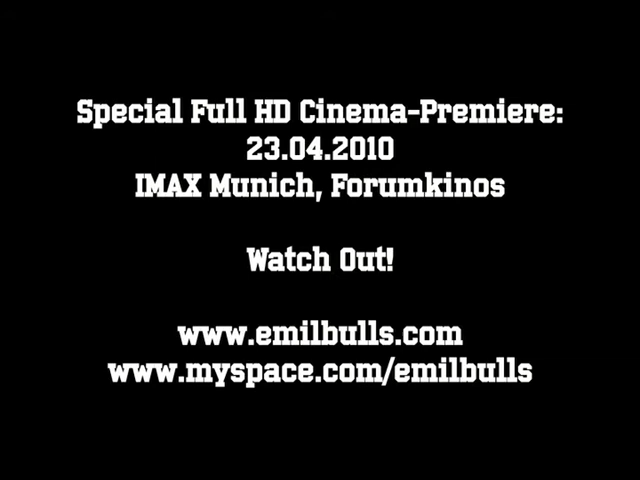 Special Full HD Cinema-Premiere:
23.04.2010
IMAX Munich, Forumkinos
Watch Out!
www.emilbulls.com
www.myspace.com/emilbulls